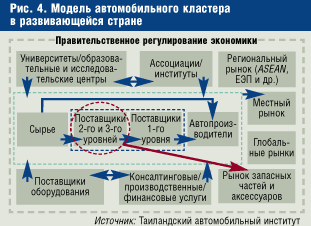 Рис. 4. Модель автомобильного кластера
в развивающейся стране
Правительственное регулирование экономики
Университеты/образова-
тельные и исследова-
тельские центры
Ассоциации/
институты
Региональный
рынок (ASEAN,
ЕЭП и др.)
Местный
рынок
Сырье
Поставщики
2-го и 3-го
уровней
Поставщики
1-го
уровня
Автопроиз-
водители
Глобаль-
ные рынки
Поставщики
оборудования
Консалтинговые/
производственные/
финансовые услуги
Рынок запасных
частей и
аксессуаров
Источник: Таиландский автомобильный институт